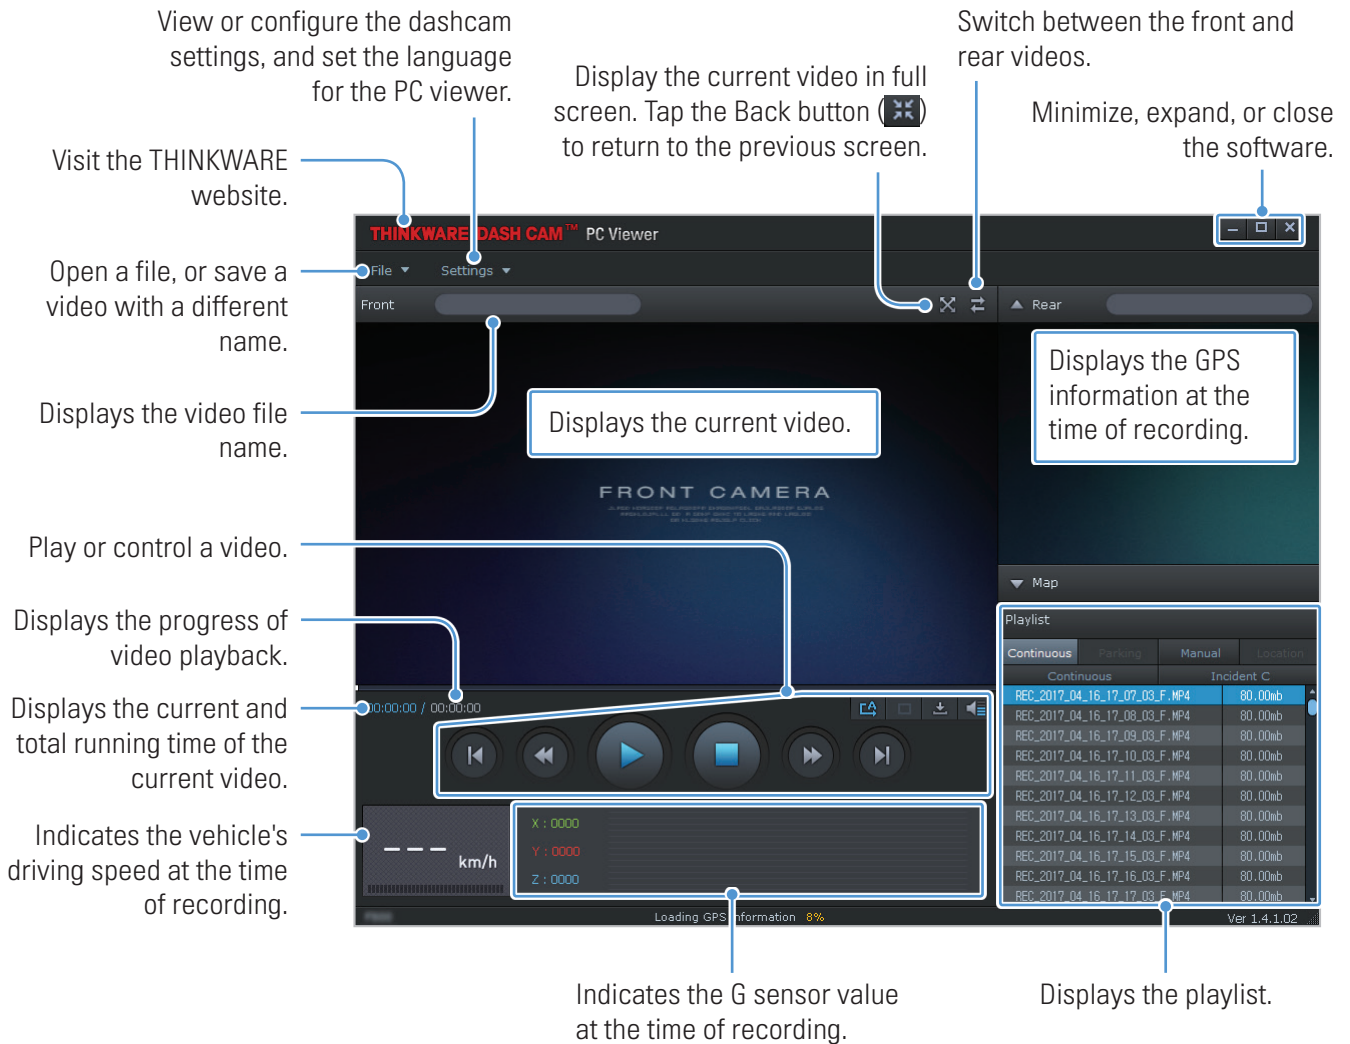 View or configure the dashcam
settings, and set the language
for the PC viewer.
Switch between the front and
rear videos.
Display the current video in full
screen. Tap the Back button ( )
to return to the previous screen.
Minimize, expand, or close
the software.
Visit the THINKWARE
website.
Open a file, or save a
video with a different
name.
Displays the video file
name.
Play or control a video.
Displays the progress of
video playback.
Displays the current and
total running time of the
current video.
Indicates the vehicle's
driving speed at the time
of recording.
THINKWARE DASH CAM™ PC Viewer
File Settings
Front
Rear
Displays the current video.
Displays the GPS
information at the
time of recording.
FRONT CAMERA
Map
Playlist
Continuous Parking Manual Location
Continuous Incident C
REC_2017_04_16_17_07_03_F.MP4 80.00mb
REC_2017_04_16_17_08_03_F.MP4 80.00mb
REC_2017_04_16_17_09_03_F.MP4 80.00mb
REC_2017_04_16_17_10_03_F.MP4 80.00mb
REC_2017_04_16_17_11_03_F.MP4 80.00mb
REC_2017_04_16_17_12_03_F.MP4 80.00mb
REC_2017_04_16_17_13_03_F.MP4 80.00mb
REC_2017_04_16_17_14_03_F.MP4 80.00mb
REC_2017_04_16_17_15_03_F.MP4 80.00mb
REC_2017_04_16_17_16_03_F.MP4 80.00mb
REC_2017_04_16_17_17_03_F.MP4 80.00mb
00:00:00 / 00:00:00
--- km/h
X : 0000
Y : 0000
Z : 0000
Loading GPS information 8%
Ver 1.4.1.02
Indicates the G sensor value
at the time of recording.
Displays the playlist.